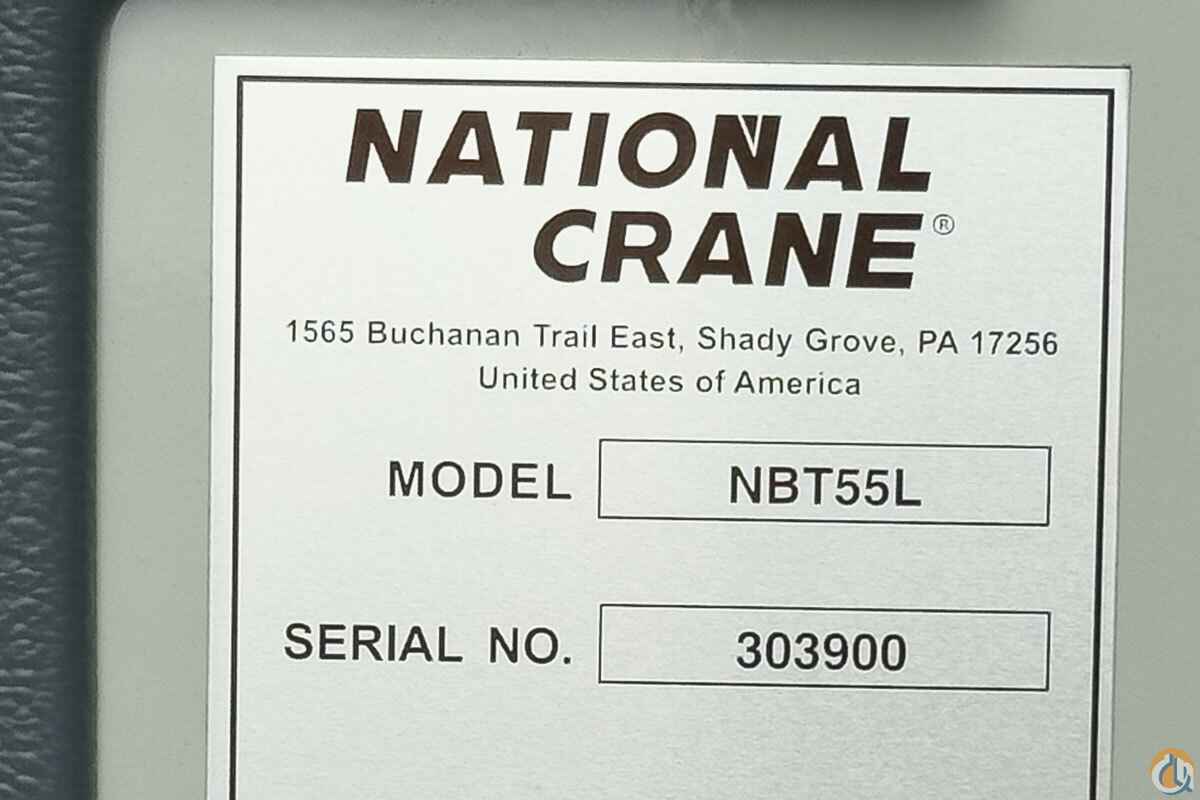 NATIONAL
CRANE®
1565 Buchanan Trail East, Shady Grove, PA 17256
United States of America
MODEL NBT55L
SERIAL NO. 303900